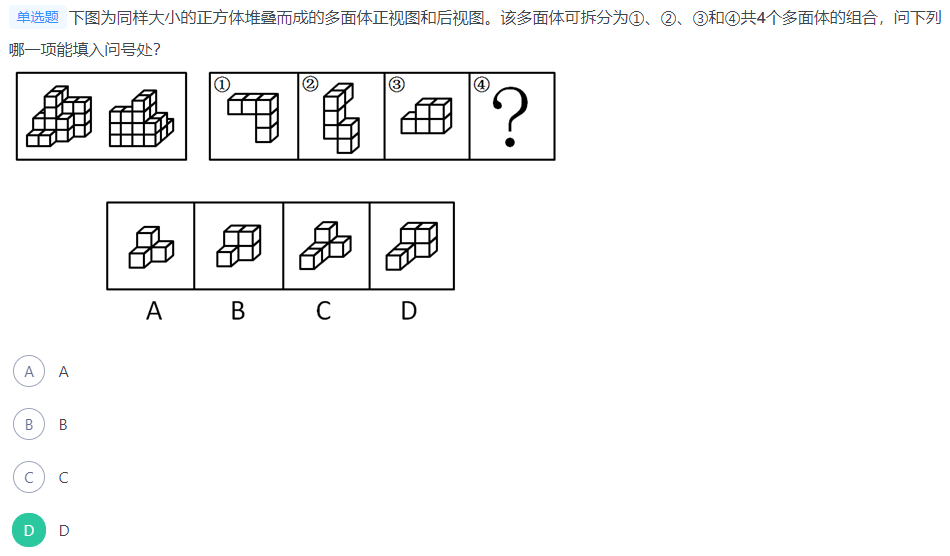 单选题 下图为同样大小的正方体堆叠而成的多面体正视图和后视图。该多面体可拆分为①、②、③和④共4个多面体的组合，问下列
哪一项能填入问号处？
① ② ③ ④ ?
A B C D
A A
B B
C C
D D